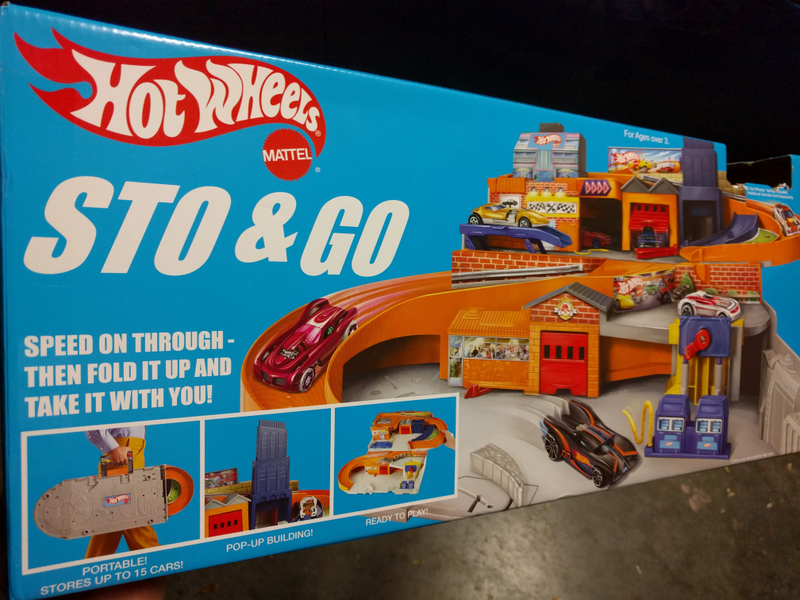 HOT WHEELS®
MATTEL®
STO & GO
For Ages over 3.
SPEED ON THROUGH -
THEN FOLD IT UP AND
TAKE IT WITH YOU!
PORTABLE!
STORES UP TO 15 CARS!
POP-UP BUILDING!
READY TO PLAY!